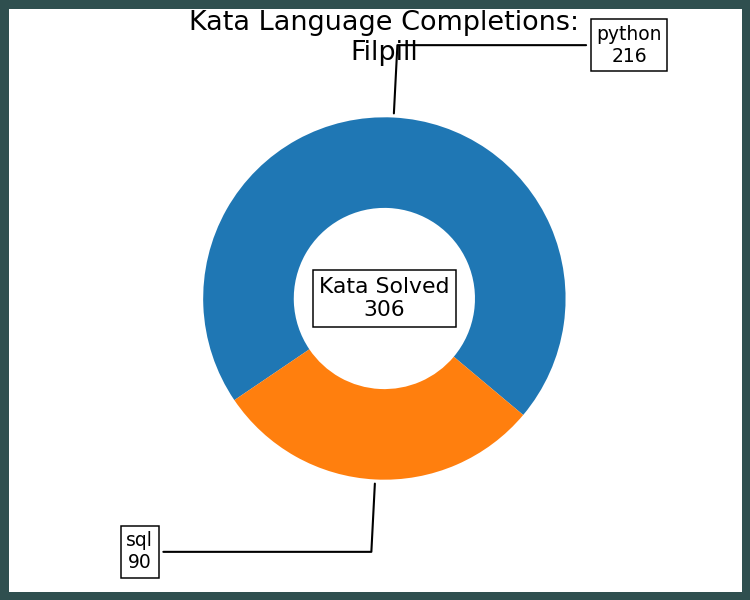 Kata Language Completions:
Filpill
python
216
Kata Solved
306
sql
90